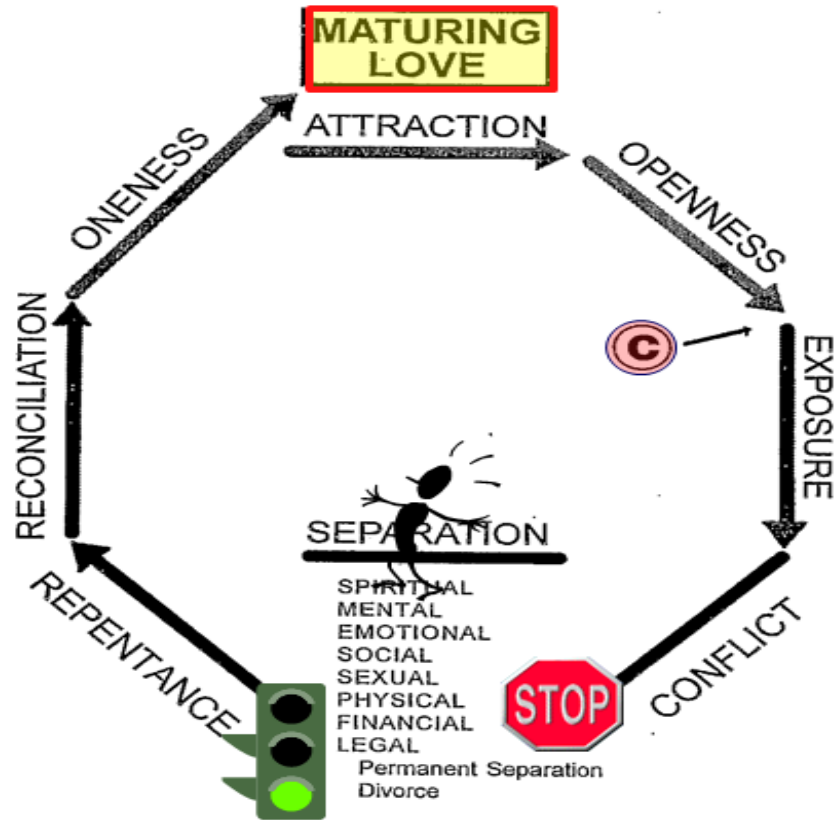 MATURING
LOVE
ATTRACTION
OPENNESS
C
EXPOSURE
CONFLICT
STOP
SEPARATION
SPIRITUAL
MENTAL
EMOTIONAL
SOCIAL
SEXUAL
PHYSICAL
FINANCIAL
LEGAL
Permanent Separation
Divorce
REPENTANCE
RECONCILIATION
ONENESS